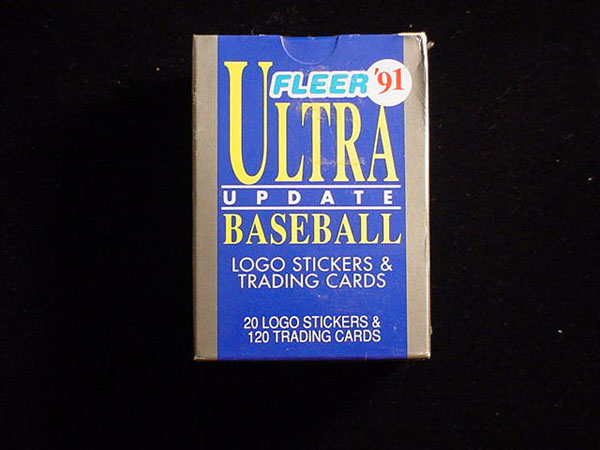 FLEER '91
ULTRA
UPDATE
BASEBALL
LOGO STICKERS &
TRADING CARDS
20 LOGO STICKERS &
120 TRADING CARDS